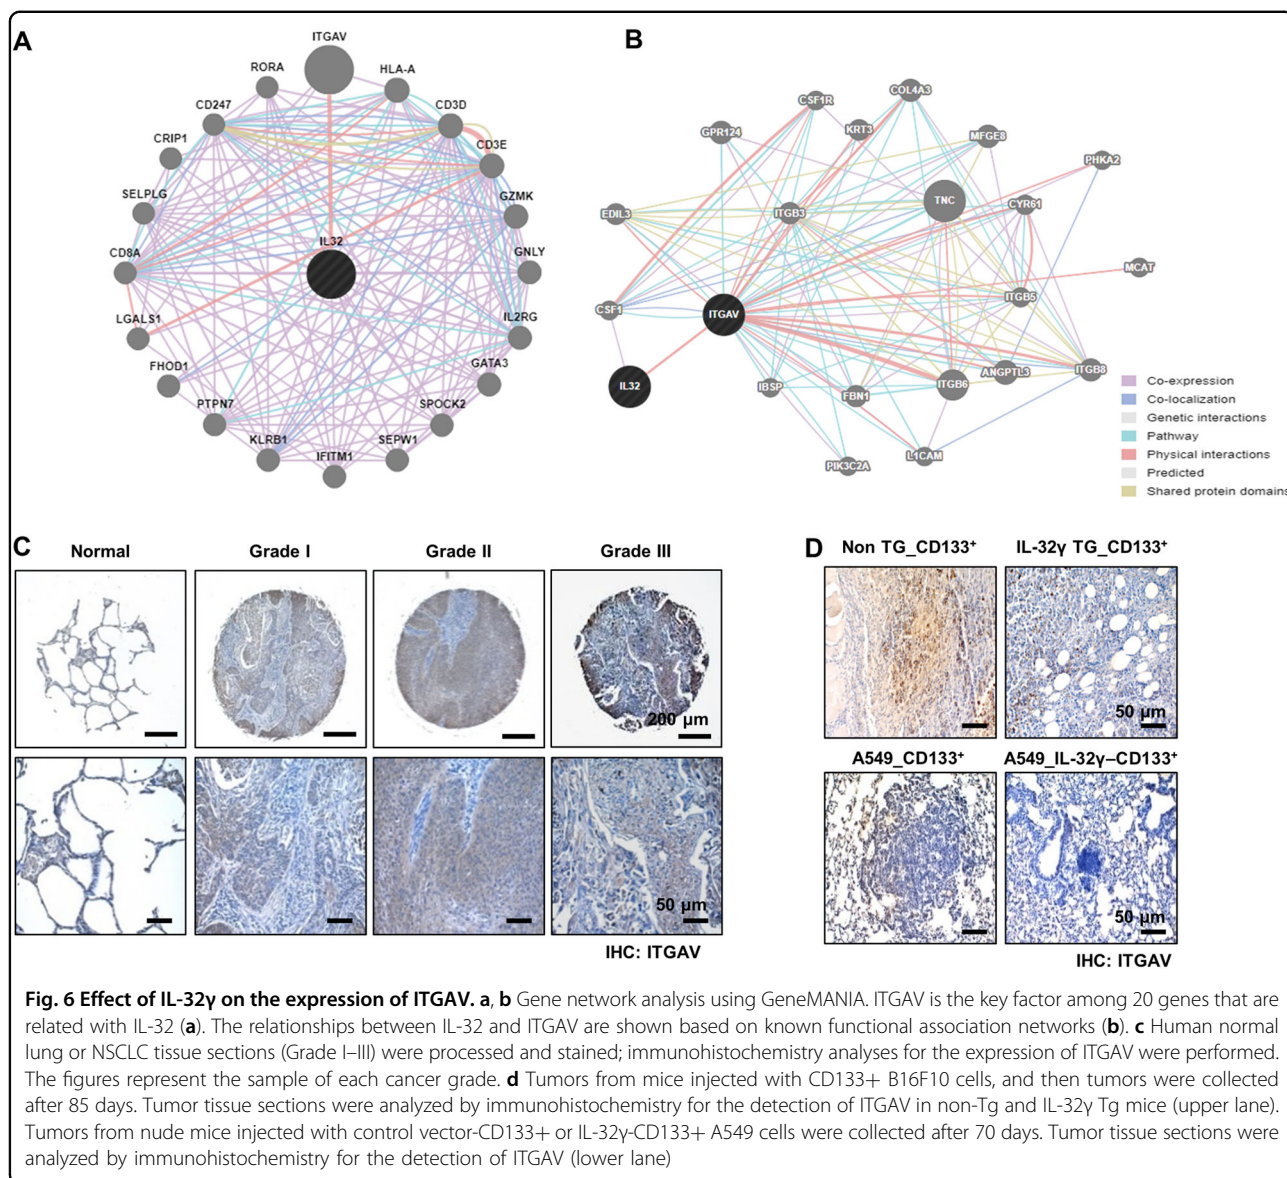 A
ITGAV
RORA
HLA-A
CD247
CD3D
CRIP1
CD3E
SELPLG
GZMK
IL32
GNLY
CD8A
LGALS1
IL2RG
FHOD1
GATA3
PTPN7
SPOCK2
KLRB1
SEPW1
IFITM1
B
COL4A3
CSF1R
GPR124
KRT3
MFGE8
PHKA2
TNC
CYR61
EDIL3
ITGB3
MCAT
ITGB5
CSF1
ITGAV
ANGPTL3
ITGB8
IL32
IBSP
FBN1
ITGB6
L1CAM
PIK3C2A
Co-expression
Co-localization
Genetic interactions
Pathway
Physical interactions
Predicted
Shared protein domains
C
Normal
Grade I
Grade II
Grade III
200 µm
50 µm
IHC: ITGAV
D
Non TG_CD133⁺
IL-32γ TG_CD133⁺
50 µm
A549_CD133⁺
A549_IL-32γ–CD133⁺
50 µm
IHC: ITGAV
Fig. 6 Effect of IL-32γ on the expression of ITGAV. a, b Gene network analysis using GeneMANIA. ITGAV is the key factor among 20 genes that are
related with IL-32 (a). The relationships between IL-32 and ITGAV are shown based on known functional association networks (b). c Human normal
lung or NSCLC tissue sections (Grade I–III) were processed and stained; immunohistochemistry analyses for the expression of ITGAV were performed.
The figures represent the sample of each cancer grade. d Tumors from mice injected with CD133+ B16F10 cells, and then tumors were collected
after 85 days. Tumor tissue sections were analyzed by immunohistochemistry for the detection of ITGAV in non-Tg and IL-32γ Tg mice (upper lane).
Tumors from nude mice injected with control vector-CD133+ or IL-32γ-CD133+ A549 cells were collected after 70 days. Tumor tissue sections were
analyzed by immunohistochemistry for the detection of ITGAV (lower lane)